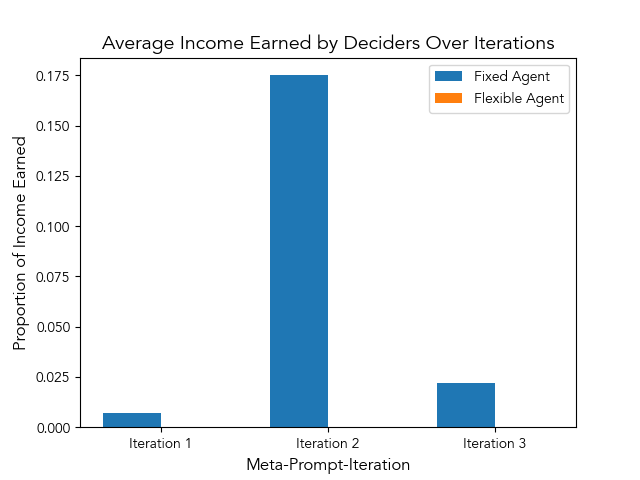 Average Income Earned by Deciders Over Iterations
Fixed Agent
Flexible Agent
Proportion of Income Earned
0.175
0.150
0.125
0.100
0.075
0.050
0.025
0.000
Iteration 1
Iteration 2
Iteration 3
Meta-Prompt-Iteration